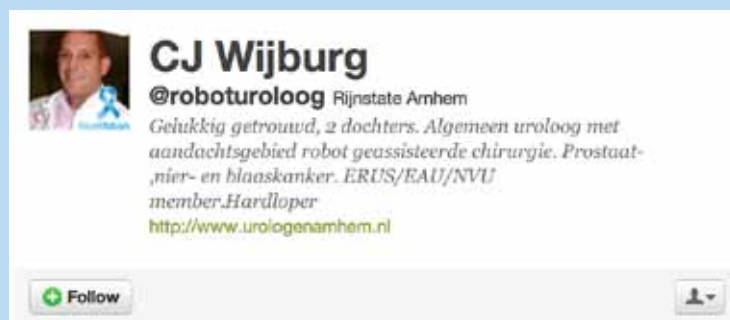 CJ Wijburg
@roboturoloog Rijnstate Arnhem
Gelukkig getrouwd, 2 dochters. Algemeen uroloog met
aandachtsgebied robot geassisteerde chirurgie. Prostaat-
,nier- en blaaskanker. ERUS/EAU/NVU
member.Hardloper
http://www.urologenarnhem.nl
Follow